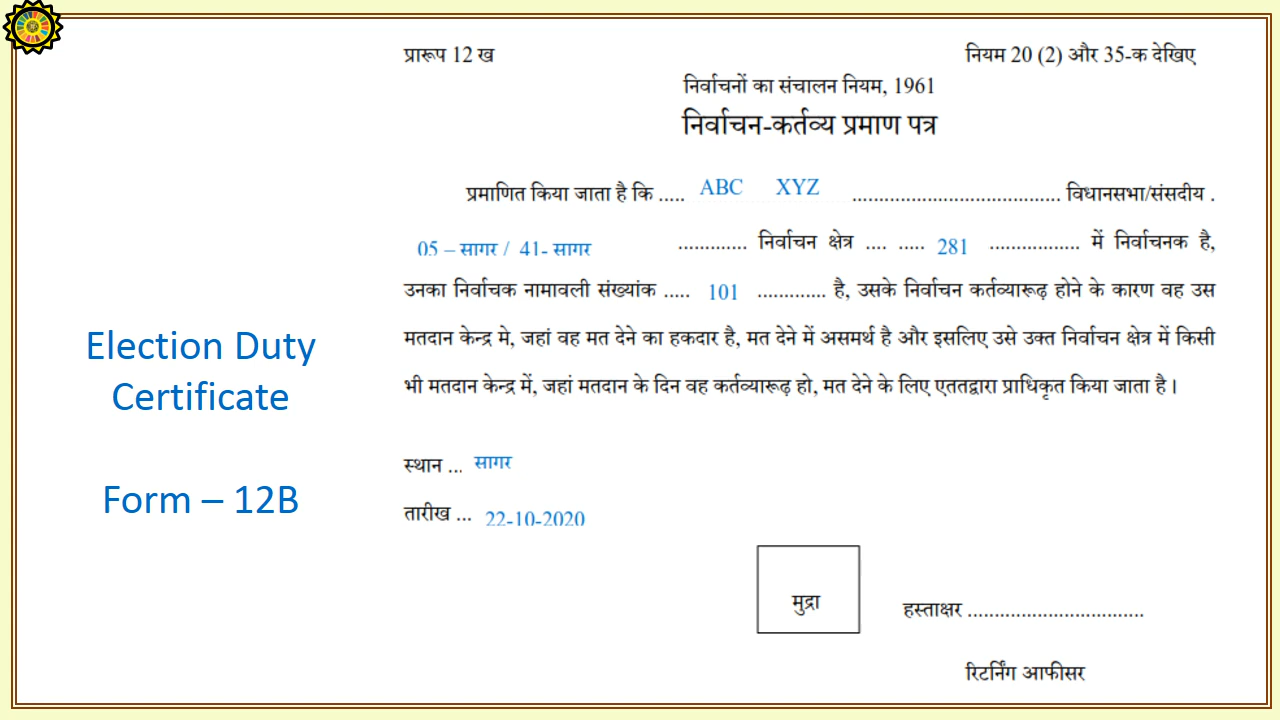 प्रारूप 12 ख नियम 20 (2) और 35-क देखिए
निर्वाचनों का संचालन नियम, 1961
निर्वाचन-कर्तव्य प्रमाण पत्र
प्रमाणित किया जाता है कि ..... ABC XYZ ....................................... विधानसभा/संसदीय .
05 – सागर / 41- सागर ............. निर्वाचन क्षेत्र .... ..... 281 ................. में निर्वाचनक है,
उनका निर्वाचक नामावली संख्यांक ..... 101 ............. है, उसके निर्वाचन कर्तव्यारूढ़ होने के कारण वह उस
मतदान केन्द्र मे, जहां वह मत देने का हकदार है, मत देने में असमर्थ है और इसलिए उसे उक्त निर्वाचन क्षेत्र में किसी
भी मतदान केन्द्र में, जहां मतदान के दिन वह कर्तव्यारूढ़ हो, मत देने के लिए एततद्वारा प्राधिकृत किया जाता है।
Election Duty
Certificate
Form – 12B
स्थान ... सागर
तारीख ... 22-10-2020
मुद्रा
हस्ताक्षर .................................
रिटर्निंग आफीसर